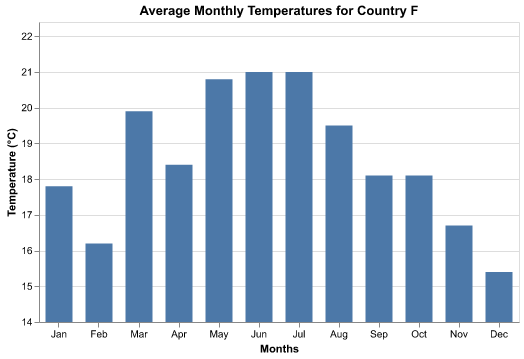 Average Monthly Temperatures for Country F
22
21
20
19
18
17
16
15
14
Temperature (°C)
Jan Feb Mar Apr May Jun Jul Aug Sep Oct Nov Dec
Months